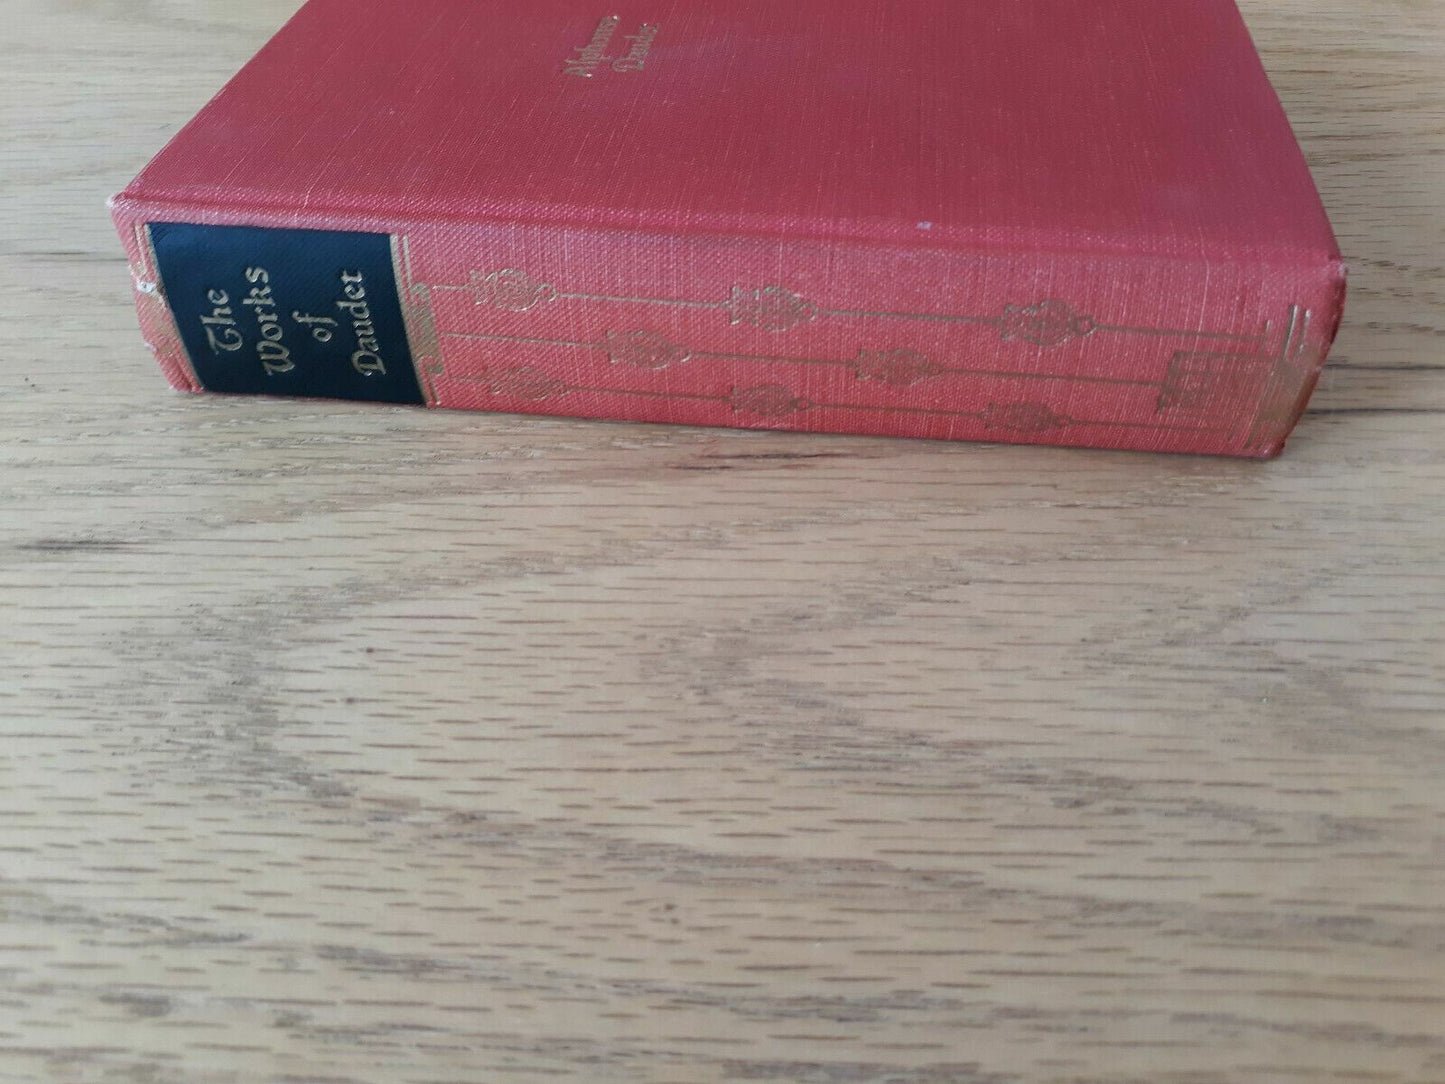 Alphonse
Daudet
The
Works
of
Daudet